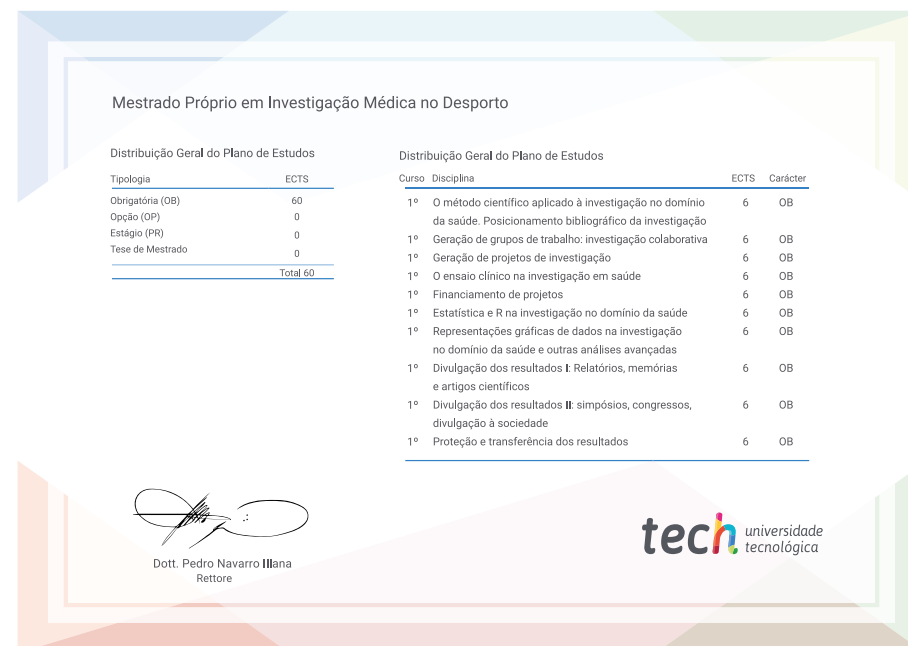 Mestrado Próprio em Investigação Médica no Desporto
Distribuição Geral do Plano de Estudos
Tipologia ECTS
Obrigatória (OB) 60
Opção (OP) 0
Estágio (PR) 0
Tese de Mestrado 0
Total 60
Distribuição Geral do Plano de Estudos
Curso Disciplina ECTS Carácter
1º O método científico aplicado à investigação no domínio 6 OB
da saúde. Posicionamento bibliográfico da investigação
1º Geração de grupos de trabalho: investigação colaborativa 6 OB
1º Geração de projetos de investigação 6 OB
1º O ensaio clínico na investigação em saúde 6 OB
1º Financiamento de projetos 6 OB
1º Estatística e R na investigação no domínio da saúde 6 OB
1º Representações gráficas de dados na investigação 6 OB
no domínio da saúde e outras análises avançadas
1º Divulgação dos resultados I: Relatórios, memórias 6 OB
e artigos científicos
1º Divulgação dos resultados II: simpósios, congressos, 6 OB
divulgação à sociedade
1º Proteção e transferência dos resultados 6 OB
Dott. Pedro Navarro Illana
Rettore
tech universidade
tecnológica